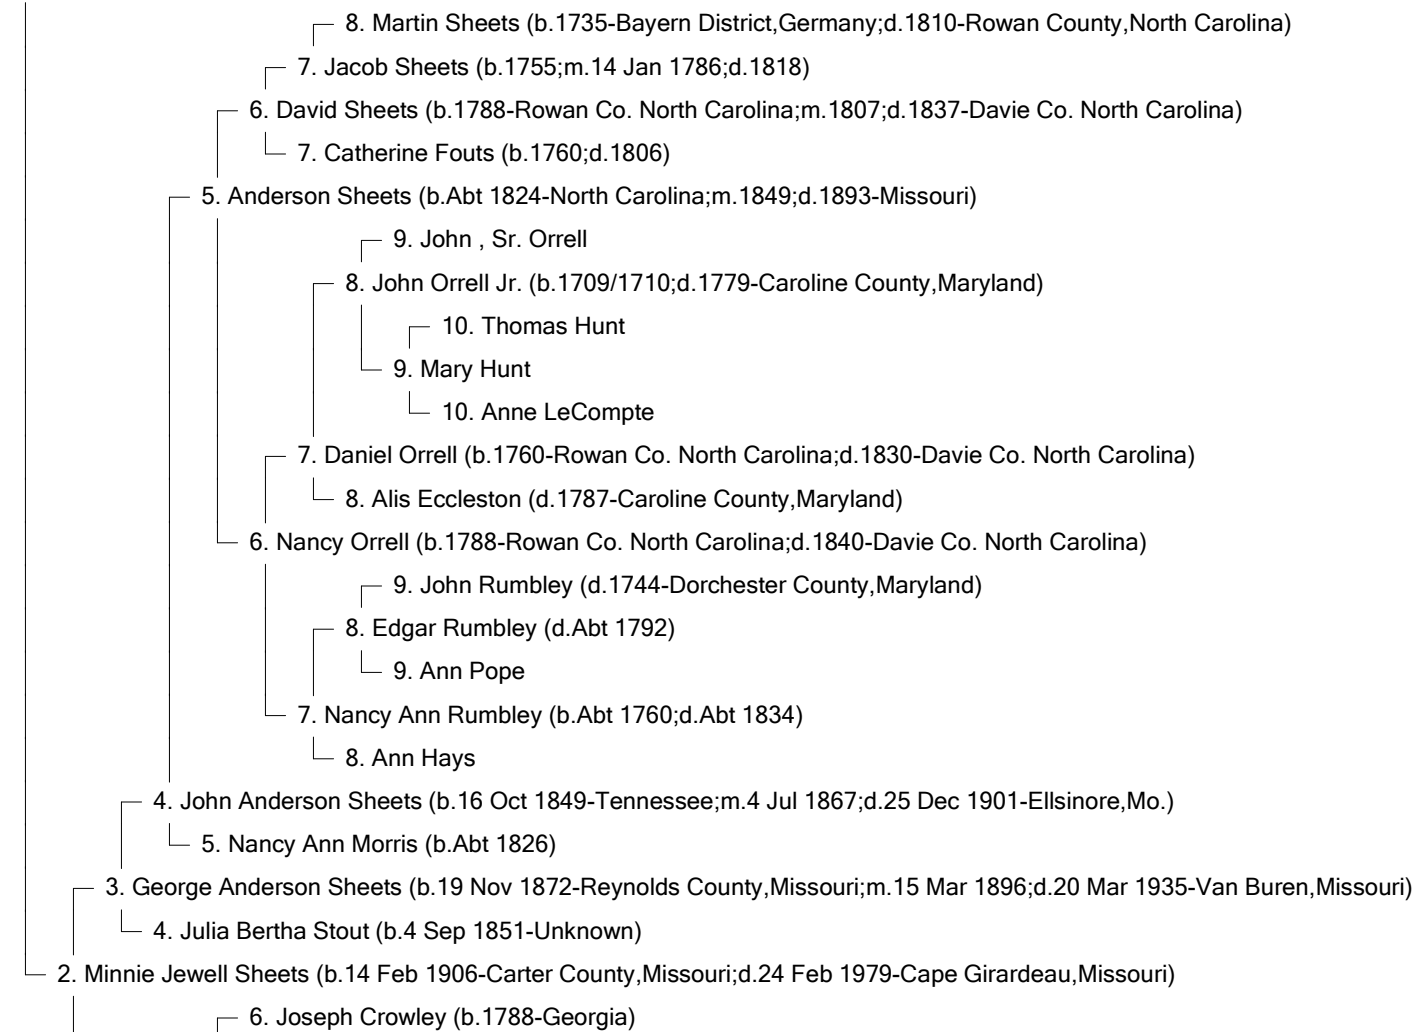 8. Martin Sheets (b.1735-Bayern District,Germany;d.1810-Rowan County,North Carolina)
7. Jacob Sheets (b.1755;m.14 Jan 1786;d.1818)
6. David Sheets (b.1788-Rowan Co. North Carolina;m.1807;d.1837-Davie Co. North Carolina)
7. Catherine Fouts (b.1760;d.1806)
5. Anderson Sheets (b.Abt 1824-North Carolina;m.1849;d.1893-Missouri)
9. John , Sr. Orrell
8. John Orrell Jr. (b.1709/1710;d.1779-Caroline County,Maryland)
10. Thomas Hunt
9. Mary Hunt
10. Anne LeCompte
7. Daniel Orrell (b.1760-Rowan Co. North Carolina;d.1830-Davie Co. North Carolina)
8. Alis Eccleston (d.1787-Caroline County,Maryland)
6. Nancy Orrell (b.1788-Rowan Co. North Carolina;d.1840-Davie Co. North Carolina)
9. John Rumbley (d.1744-Dorchester County,Maryland)
8. Edgar Rumbley (d.Abt 1792)
9. Ann Pope
7. Nancy Ann Rumbley (b.Abt 1760;d.Abt 1834)
8. Ann Hays
4. John Anderson Sheets (b.16 Oct 1849-Tennessee;m.4 Jul 1867;d.25 Dec 1901-Ellsinore,Mo.)
5. Nancy Ann Morris (b.Abt 1826)
3. George Anderson Sheets (b.19 Nov 1872-Reynolds County,Missouri;m.15 Mar 1896;d.20 Mar 1935-Van Buren,Missouri)
4. Julia Bertha Stout (b.4 Sep 1851-Unknown)
2. Minnie Jewell Sheets (b.14 Feb 1906-Carter County,Missouri;d.24 Feb 1979-Cape Girardeau,Missouri)
6. Joseph Crowley (b.1788-Georgia)